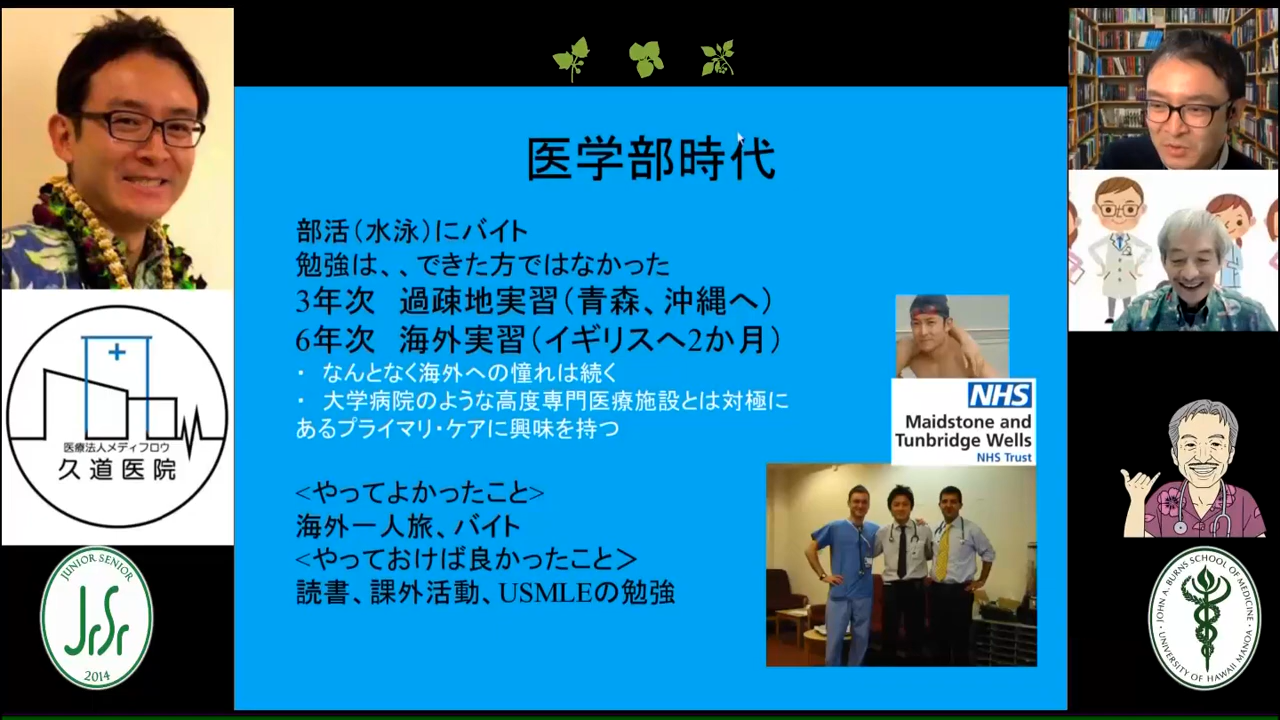 医学部時代
部活（水泳）にバイト
勉強は、、できた方ではなかった
3年次　過疎地実習（青森、沖縄へ）
6年次　海外実習（イギリスへ2か月）
・ なんとなく海外への憧れは続く
・ 大学病院のような高度専門医療施設とは対極に
あるプライマリ・ケアに興味を持つ
<やってよかったこと>
海外一人旅、バイト
<やっておけば良かったこと＞
読書、課外活動、USMLEの勉強
NHS
Maidstone and
Tunbridge Wells
NHS Trust
医療法人メディフロウ
久道医院
JUNIOR SENIOR
JrSr
2014
JOHN A. BURNS SCHOOL OF MEDICINE
UNIVERSITY OF HAWAII MANOA